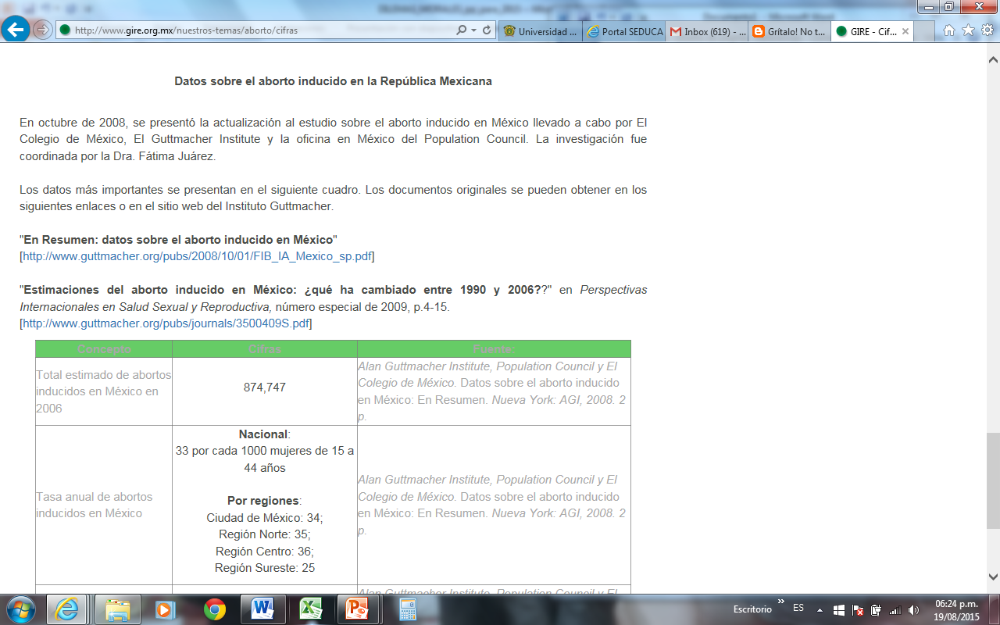 http://www.gire.org.mx/nuestros-temas/aborto/cifras
Universidad ...
Portal SEDUCA
Inbox (619) - ...
Grítalo! No t...
GIRE - Cif...
Datos sobre el aborto inducido en la República Mexicana
En octubre de 2008, se presentó la actualización al estudio sobre el aborto inducido en México llevado a cabo por El
Colegio de México, El Guttmacher Institute y la oficina en México del Population Council. La investigación fue
coordinada por la Dra. Fátima Juárez.
Los datos más importantes se presentan en el siguiente cuadro. Los documentos originales se pueden obtener en los
siguientes enlaces o en el sitio web del Instituto Guttmacher.
"En Resumen: datos sobre el aborto inducido en México"
[http://www.guttmacher.org/pubs/2008/10/01/FIB_IA_Mexico_sp.pdf]
"Estimaciones del aborto inducido en México: ¿qué ha cambiado entre 1990 y 2006??" en Perspectivas
Internacionales en Salud Sexual y Reproductiva, número especial de 2009, p.4-15.
[http://www.guttmacher.org/pubs/journals/3500409S.pdf]
Concepto
Cifras
Fuente:
Total estimado de abortos
inducidos en México en
2006
874,747
Alan Guttmacher Institute, Population Council y El
Colegio de México. Datos sobre el aborto inducido
en México: En Resumen. Nueva York: AGI, 2008. 2
p.
Tasa anual de abortos
inducidos en México
Nacional:
33 por cada 1000 mujeres de 15 a
44 años
Por regiones:
Ciudad de México: 34;
Región Norte: 35;
Región Centro: 36;
Región Sureste: 25
Alan Guttmacher Institute, Population Council y El
Colegio de México. Datos sobre el aborto inducido
en México: En Resumen. Nueva York: AGI, 2008. 2
p.
Alan Guttmacher Institute, Population Council y El
Escritorio
ES
06:24 p.m.
19/08/2015